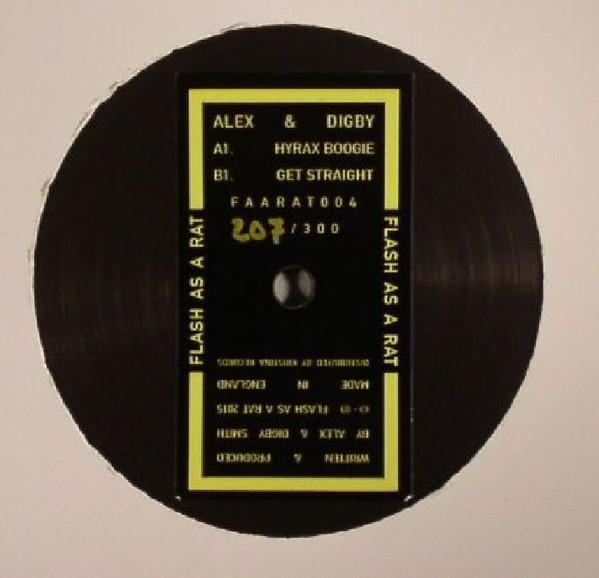 ALEX & DIGBY
A1. HYRAX BOOGIE
B1. GET STRAIGHT
FAARAT004
207/300
FLASH AS A RAT
FLASH AS A RAT
WRITTEN & PRODUCED
BY ALEX & DIGBY SMITH
©+℗ FLASH AS A RAT 2015
MADE IN ENGLAND
DISTRIBUTED BY KRISTINA RECORDS